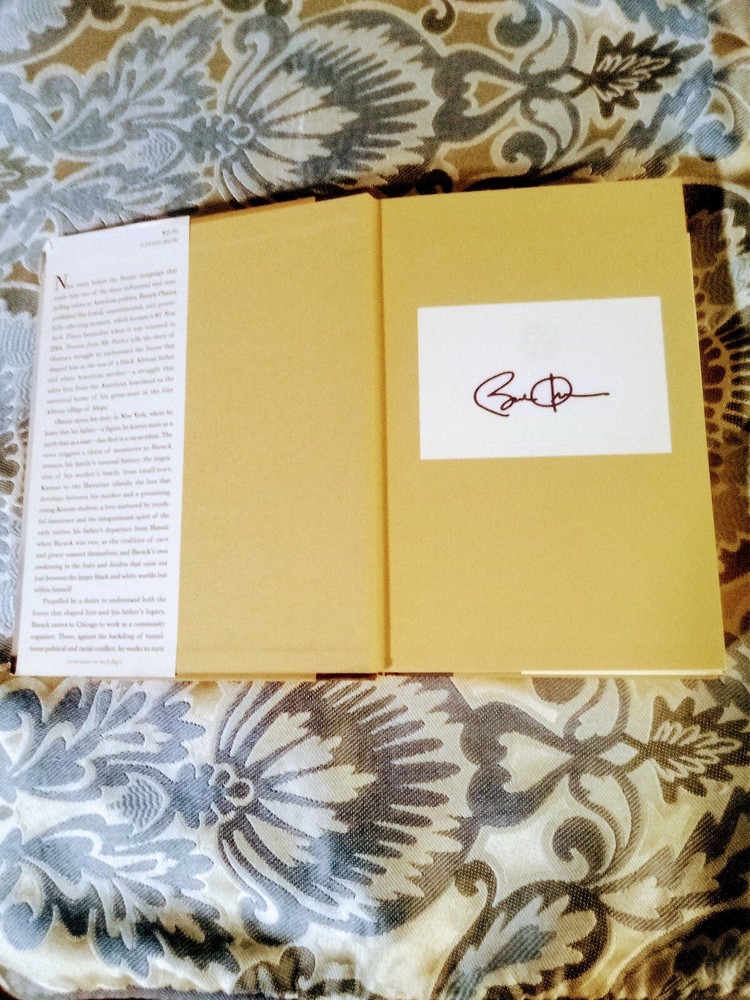 Nine years before the Senate campaign that
made him one of the most influential and com-
pelling voices in American politics, Barack Obama
published this lyrical, unsentimental, and power-
fully affecting memoir, which became a #1 New
York Times bestseller when it was reissued in
2004. Dreams from My Father tells the story of
Obama's struggle to understand the forces that
shaped him as the son of a black African father
and white American mother—a struggle that
takes him from the American heartland to the
ancestral home of his great-aunt in the tiny
African village of Alego.
Obama opens his story in New York, where he
hears that his father—a figure he knows more as a
myth than as a man—has died in a car accident. The
news triggers a chain of memories as Barack
retraces his family's unusual history: the migra-
tion of his mother's family from small-town
Kansas to the Hawaiian islands; the love that
develops between his mother and a promising
young Kenyan student, a love nurtured by youth-
ful innocence and the integrationist spirit of the
early sixties; his father's departure from Hawaii
when Barack was two, as the realities of race
and power reassert themselves; and Barack's own
awakening to the fears and doubts that exist not
just between the larger black and white worlds but
within himself.
Propelled by a desire to understand both the
forces that shaped him and his father's legacy,
Barack moves to Chicago to work as a community
organizer. There, against the backdrop of tumul-
tuous political and racial conflict, he works to turn
(continued on back flap)